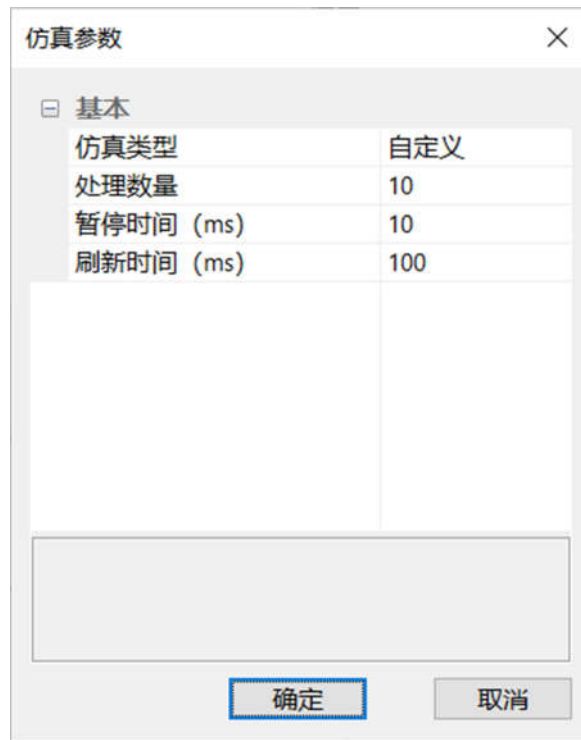 仿真参数
基本
仿真类型 自定义
处理数量 10
暂停时间 (ms) 10
刷新时间 (ms) 100
确定 取消